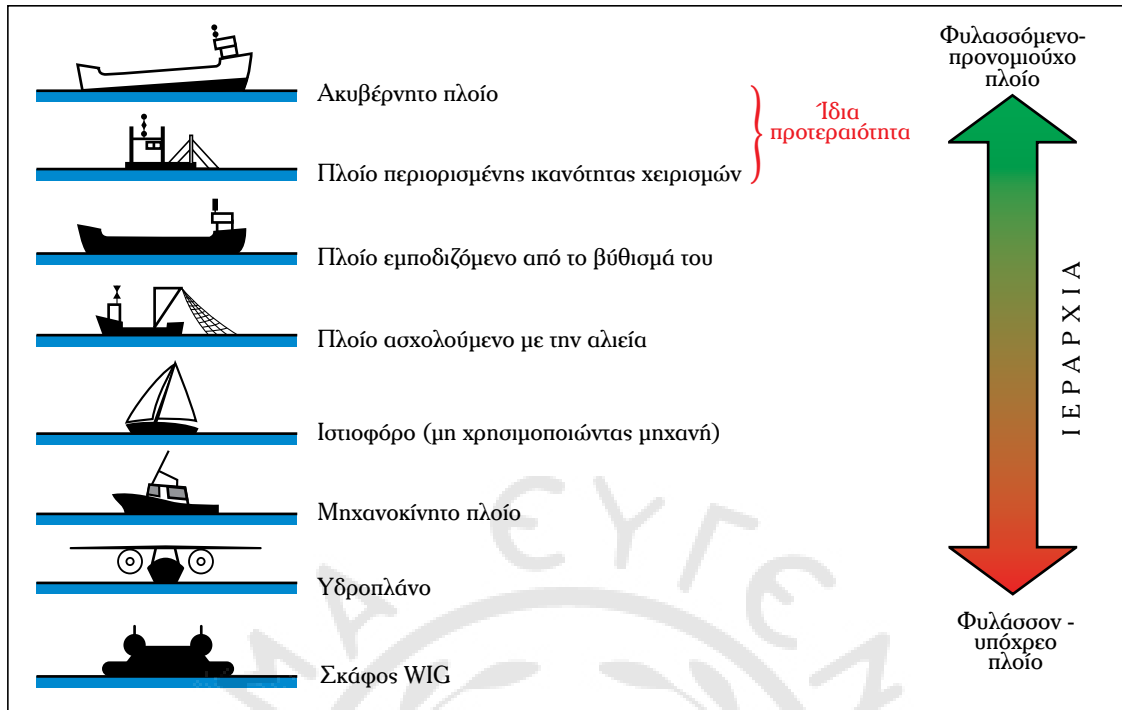 Φυλασσόμενο-
προνομιούχο
πλοίο
Ακυβέρνητο πλοίο
Ίδια
προτεραιότητα
Πλοίο περιορισμένης ικανότητας χειρισμών
Πλοίο εμποδιζόμενο από το βύθισμά του
Πλοίο ασχολούμενο με την αλιεία
Ιστιοφόρο (μη χρησιμοποιώντας μηχανή)
Μηχανοκίνητο πλοίο
Υδροπλάνο
Σκάφος WIG
ΙΕΡΑΡΧΙΑ
Φυλάσσον -
υπόχρεο
πλοίο